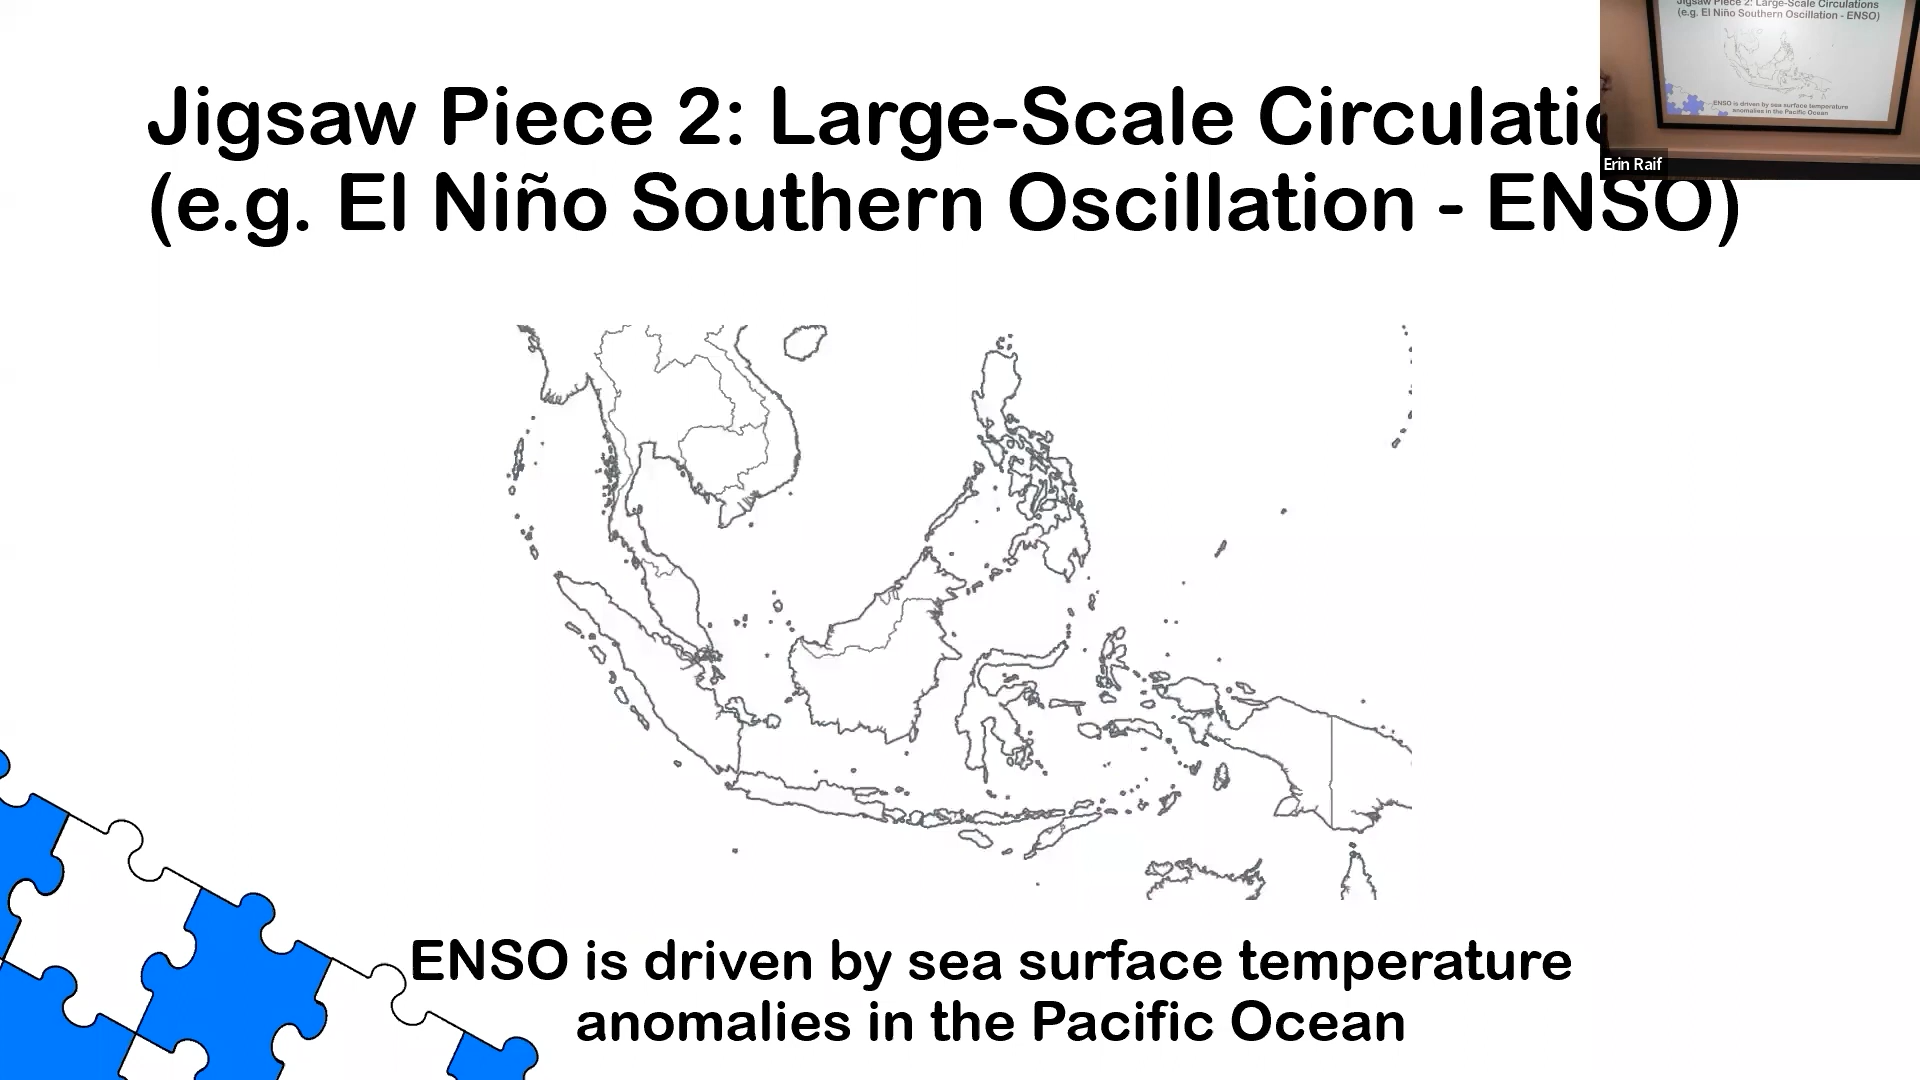 Jigsaw Piece 2: Large-Scale Circulatio
(e.g. El Niño Southern Oscillation - ENSO)
Jigsaw Piece 2: Large-Scale Circulations
(e.g. El Niño Southern Oscillation - ENSO)
ENSO is driven by sea surface temperature
anomalies in the Pacific Ocean
Erin Raif
ENSO is driven by sea surface temperature
anomalies in the Pacific Ocean